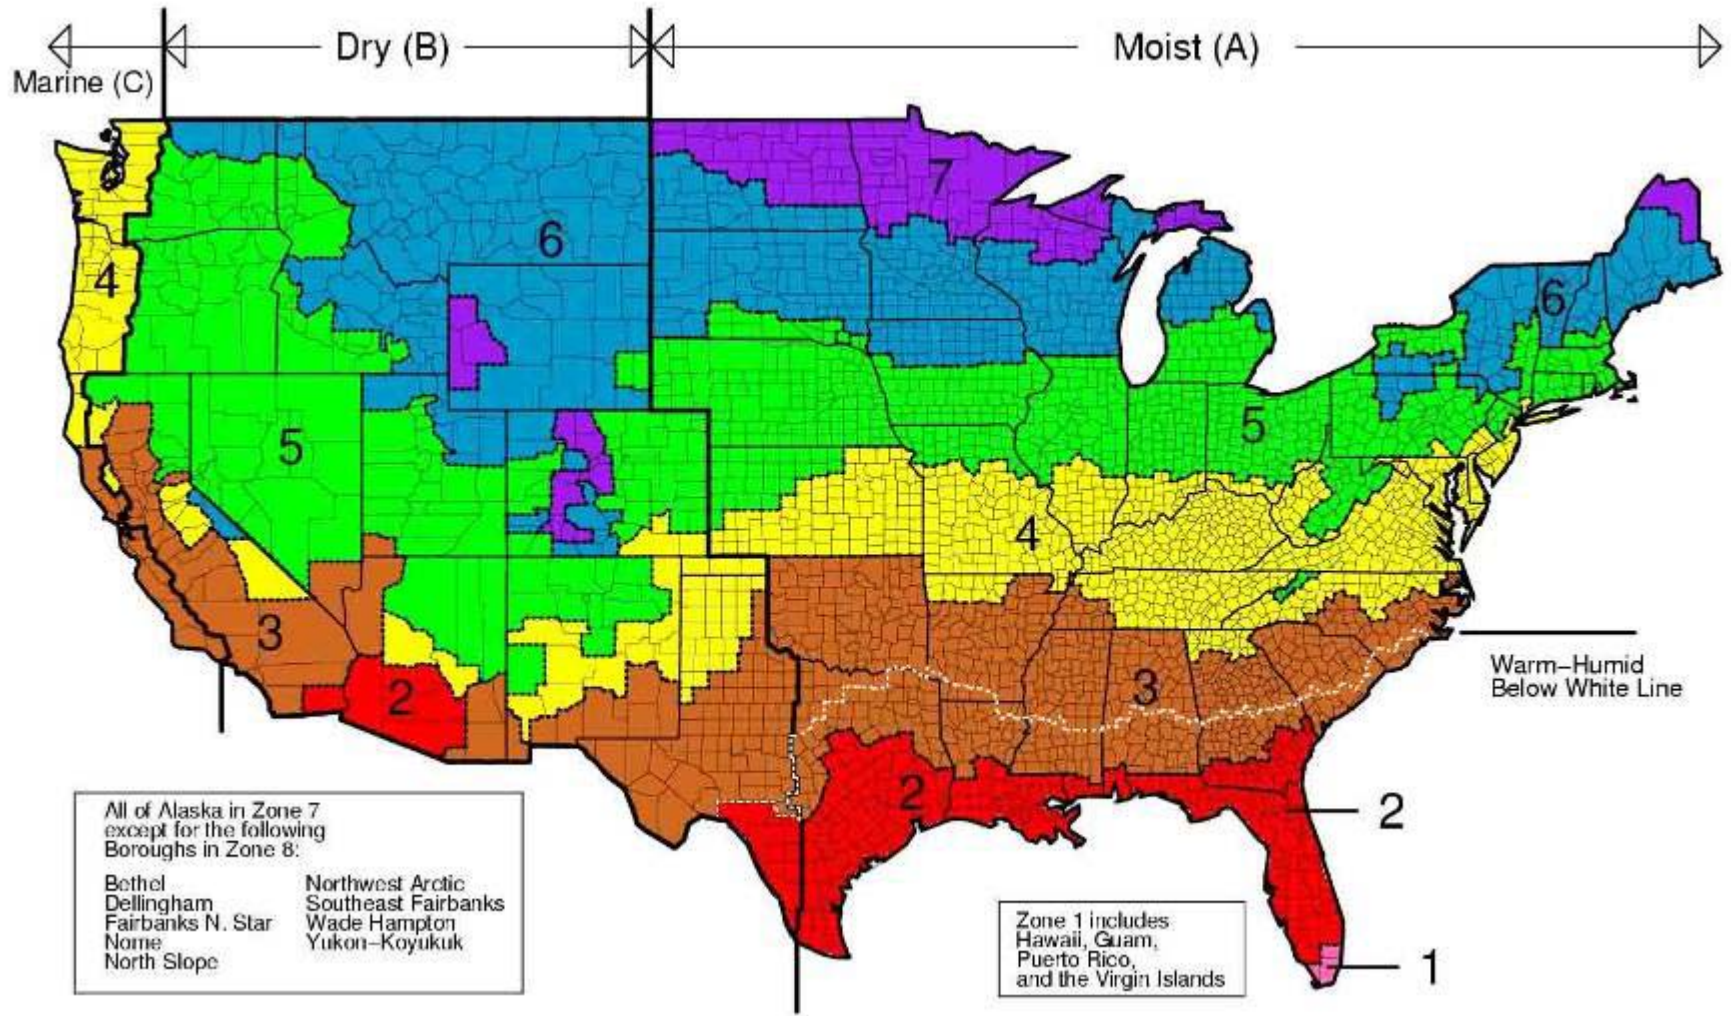 Dry (B)
Moist (A)
Marine (C)
7
6
4
6
5
5
4
3
3
2
2
Warm–Humid
Below White Line
2
1
All of Alaska in Zone 7
except for the following
Boroughs in Zone 8:
Bethel
Dellingham
Fairbanks N. Star
Nome
North Slope
Northwest Arctic
Southeast Fairbanks
Wade Hampton
Yukon–Koyukuk
Zone 1 includes
Hawaii, Guam,
Puerto Rico,
and the Virgin Islands